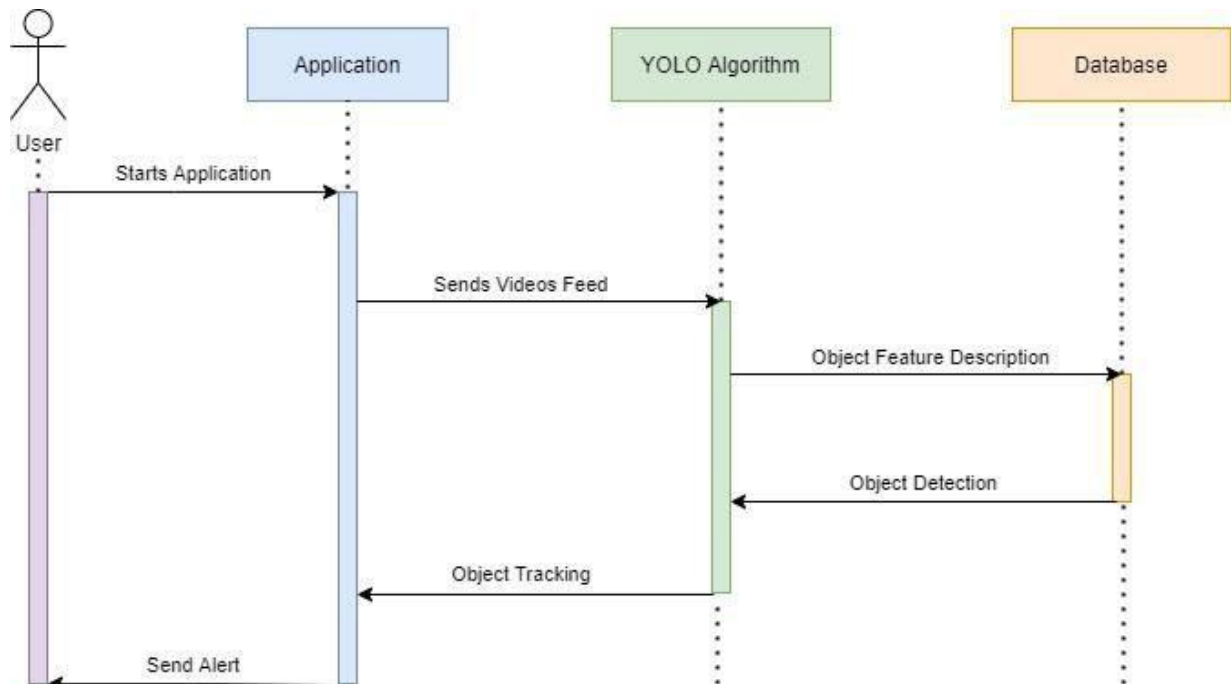 Application
YOLO Algorithm
Database
User
Starts Application
Sends Videos Feed
Object Feature Description
Object Detection
Object Tracking
Send Alert